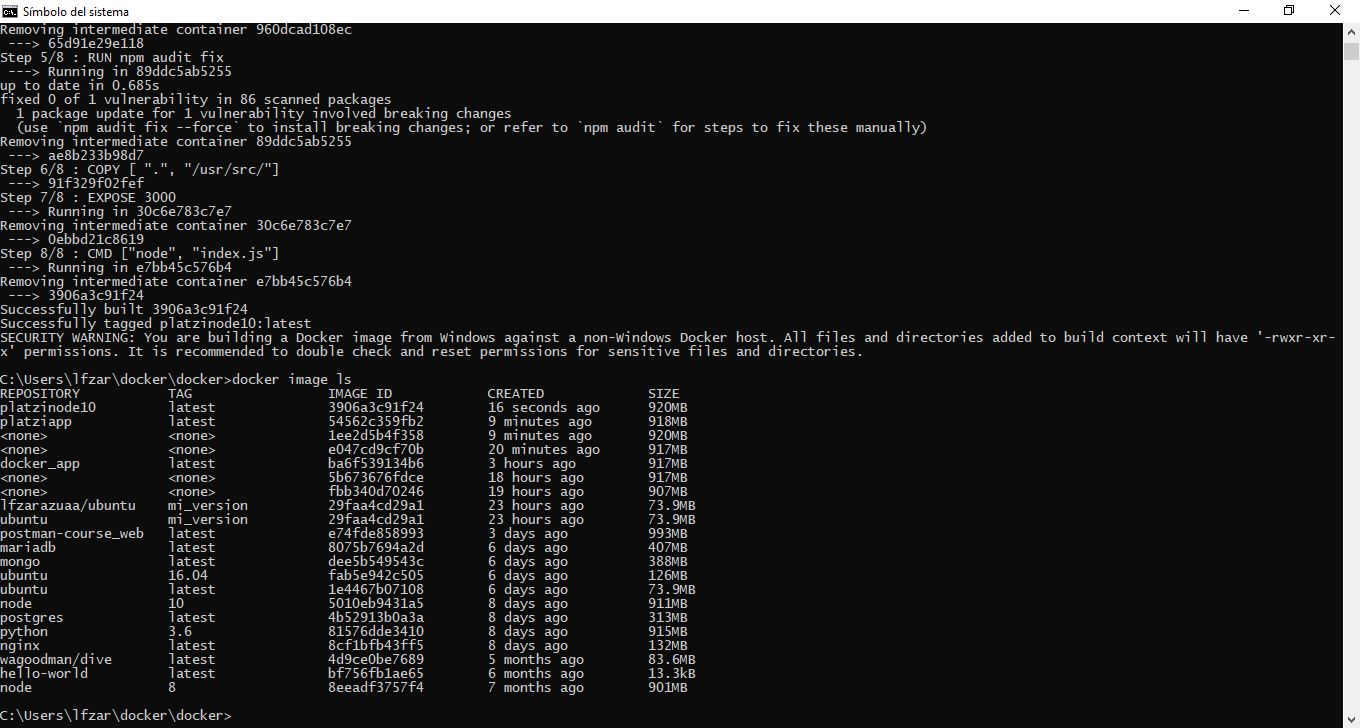 Símbolo del sistema
Removing intermediate container 960dcad108ec
 ---> 65d91e29e118
Step 5/8 : RUN npm audit fix
 ---> Running in 89ddc5ab5255
up to date in 0.685s
fixed 0 of 1 vulnerability in 86 scanned packages
  1 package update for 1 vulnerability involved breaking changes
  (use `npm audit fix --force` to install breaking changes; or refer to `npm audit` for steps to fix these manually)
Removing intermediate container 89ddc5ab5255
 ---> ae8b233b98d7
Step 6/8 : COPY [ ".", "/usr/src/"]
 ---> 91f329f02fef
Step 7/8 : EXPOSE 3000
 ---> Running in 30c6e783c7e7
Removing intermediate container 30c6e783c7e7
 ---> 0ebbd21c8619
Step 8/8 : CMD ["node", "index.js"]
 ---> Running in e7bb45c576b4
Removing intermediate container e7bb45c576b4
 ---> 3906a3c91f24
Successfully built 3906a3c91f24
Successfully tagged platzinode10:latest
SECURITY WARNING: You are building a Docker image from Windows against a non-Windows Docker host. All files and directories added to build context will have '-rwxr-xr-
x' permissions. It is recommended to double check and reset permissions for sensitive files and directories.
C:\Users\lfzar\docker\docker>docker image ls
REPOSITORY TAG IMAGE ID CREATED SIZE
platzinode10 latest 3906a3c91f24 16 seconds ago 920MB
platziapp latest 54562c359fb2 9 minutes ago 918MB
<none> <none> 1ee2d5b4f358 9 minutes ago 920MB
<none> <none> e047cd9cf70b 20 minutes ago 917MB
docker_app latest ba6f539134b6 3 hours ago 917MB
<none> <none> 5b673676fdce 18 hours ago 917MB
<none> <none> fbb340d70246 19 hours ago 907MB
lfzarazuaa/ubuntu mi_version 29faa4cd29a1 23 hours ago 73.9MB
ubuntu mi_version 29faa4cd29a1 23 hours ago 73.9MB
postman-course_web latest e74fde858993 3 days ago 993MB
mariadb latest 8075b7694a2d 6 days ago 407MB
mongo latest dee5b549543c 6 days ago 388MB
ubuntu 16.04 fab5e942c505 6 days ago 126MB
ubuntu latest 1e4467b07108 6 days ago 73.9MB
node 10 5010eb9431a5 8 days ago 911MB
postgres latest 4b52913b0a3a 8 days ago 313MB
python 3.6 81576dde3410 8 days ago 915MB
nginx latest 8cf1bfb43ff5 8 days ago 132MB
wagoodman/dive latest 4d9ce0be7689 5 months ago 83.6MB
hello-world latest bf756fb1ae65 6 months ago 13.3kB
node 8 8eeadf3757f4 7 months ago 901MB
C:\Users\lfzar\docker\docker>